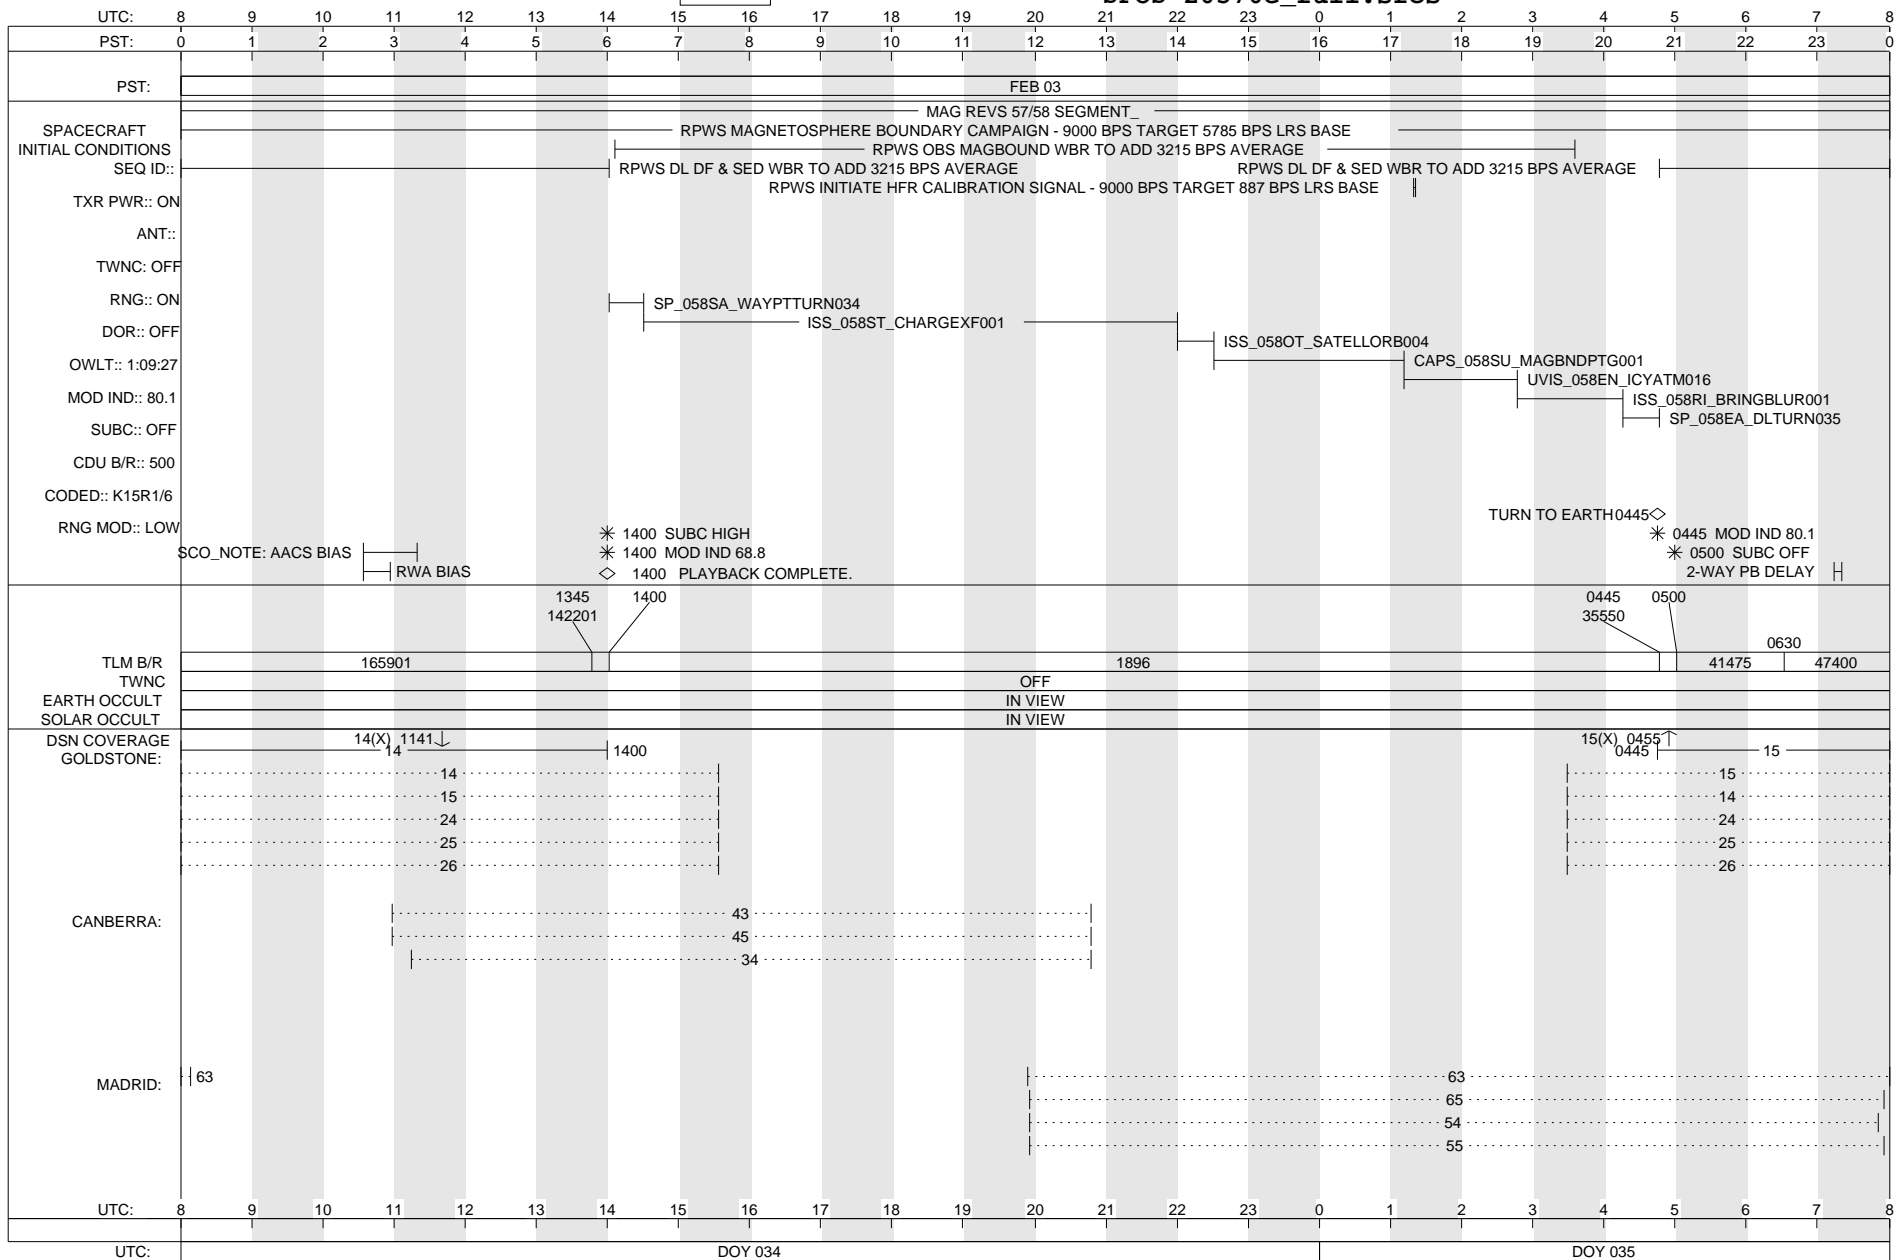 UTC: 8 9 10 11 12 13 14 15 16 17 18 19 20 21 22 23 0 1 2 3 4 5 6 7 8
PST: 0 1 2 3 4 5 6 7 8 9 10 11 12 13 14 15 16 17 18 19 20 21 22 23 0
PST: FEB 03
MAG REVS 57/58 SEGMENT_
SPACECRAFT RPWS MAGNETOSPHERE BOUNDARY CAMPAIGN - 9000 BPS TARGET 5785 BPS LRS BASE
INITIAL CONDITIONS RPWS OBS MAGBOUND WBR TO ADD 3215 BPS AVERAGE
SEQ ID:: RPWS DL DF & SED WBR TO ADD 3215 BPS AVERAGE RPWS DL DF & SED WBR TO ADD 3215 BPS AVERAGE
RPWS INITIATE HFR CALIBRATION SIGNAL - 9000 BPS TARGET 887 BPS LRS BASE
TXR PWR:: ON
ANT::
TWNC: OFF
RNG:: ON SP_058SA_WAYPTTURN034
ISS_058ST_CHARGEXF001
DOR:: OFF
ISS_058OT_SATELLORB004
OWLT:: 1:09:27 CAPS_058SU_MAGBNDPTG001
UVIS_058EN_ICYATM016
MOD IND:: 80.1 ISS_058RI_BRINGBLUR001
SP_058EA_DLTURN035
SUBC:: OFF
CDU B/R:: 500
CODED:: K15R1/6
TURN TO EARTH 0445
RNG MOD:: LOW 1400 SUBC HIGH 0445 MOD IND 80.1
SCO_NOTE: AACS BIAS 1400 MOD IND 68.8 0500 SUBC OFF
RWA BIAS 1400 PLAYBACK COMPLETE. 2-WAY PB DELAY
1345 1400 0445 0500
142201 35550
0630
TLM B/R 165901 1896 41475 47400
TWNC OFF
EARTH OCCULT IN VIEW
SOLAR OCCULT IN VIEW
DSN COVERAGE 14(X) 1141 15(X) 0455
GOLDSTONE: 14 1400 0445 15
14 15
15 14
24 24
25 25
26 26
CANBERRA: 43
45
34
MADRID: 63 63
65
54
55
UTC: 8 9 10 11 12 13 14 15 16 17 18 19 20 21 22 23 0 1 2 3 4 5 6 7 8
UTC: DOY 034 DOY 035